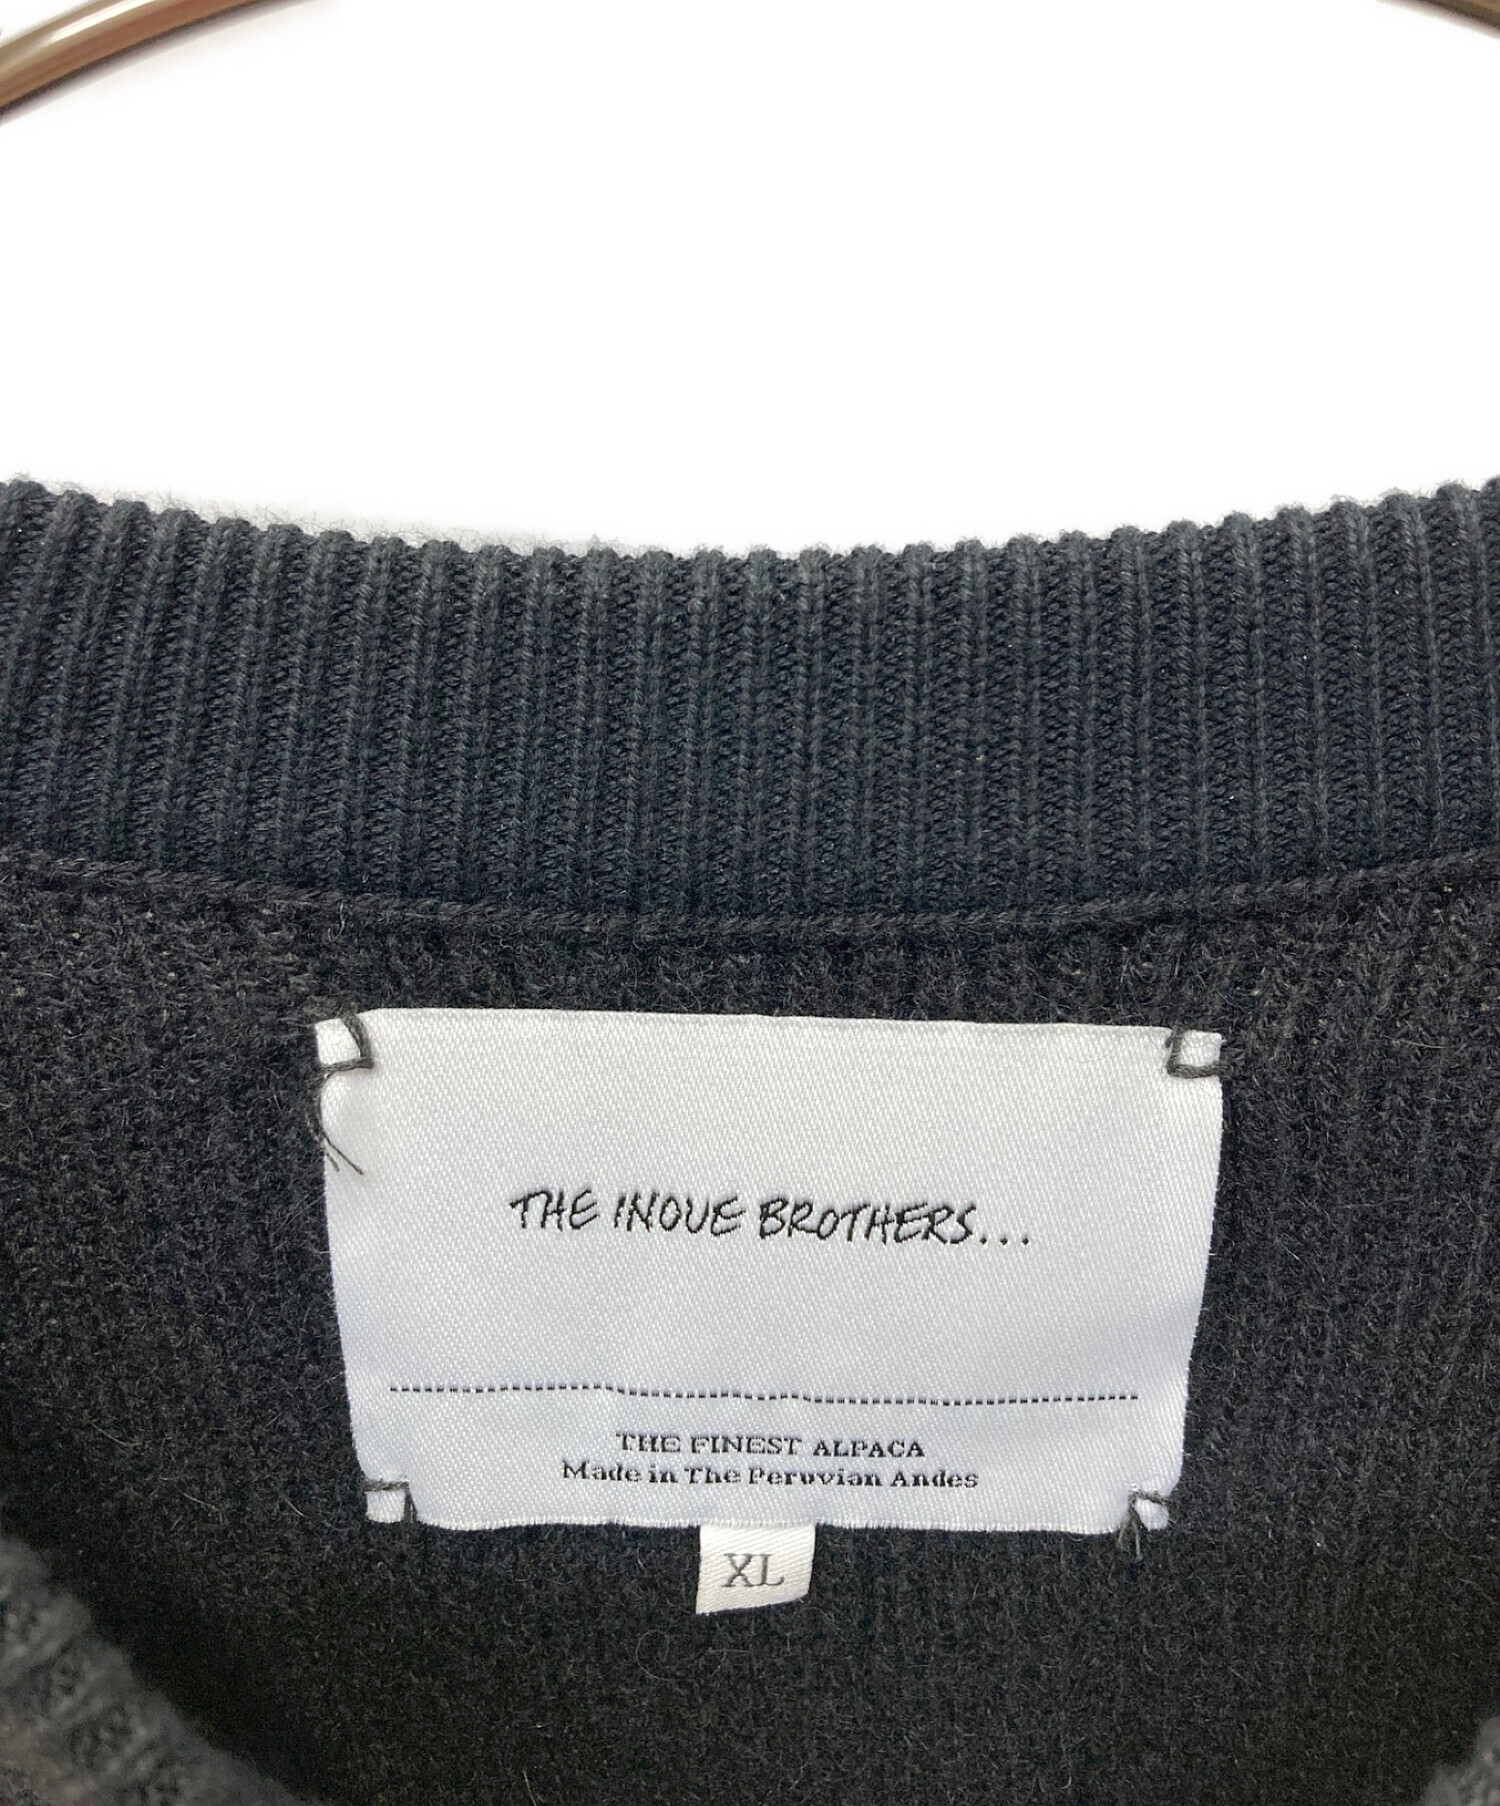 THE INOUE BROTHERS...
THE FINEST ALPACA
Made in The Peruvian Andes
XL